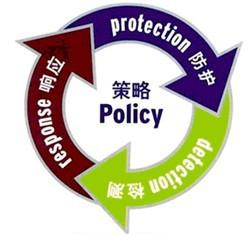 protection 防护
策略
Policy
response 响应
detection 检测